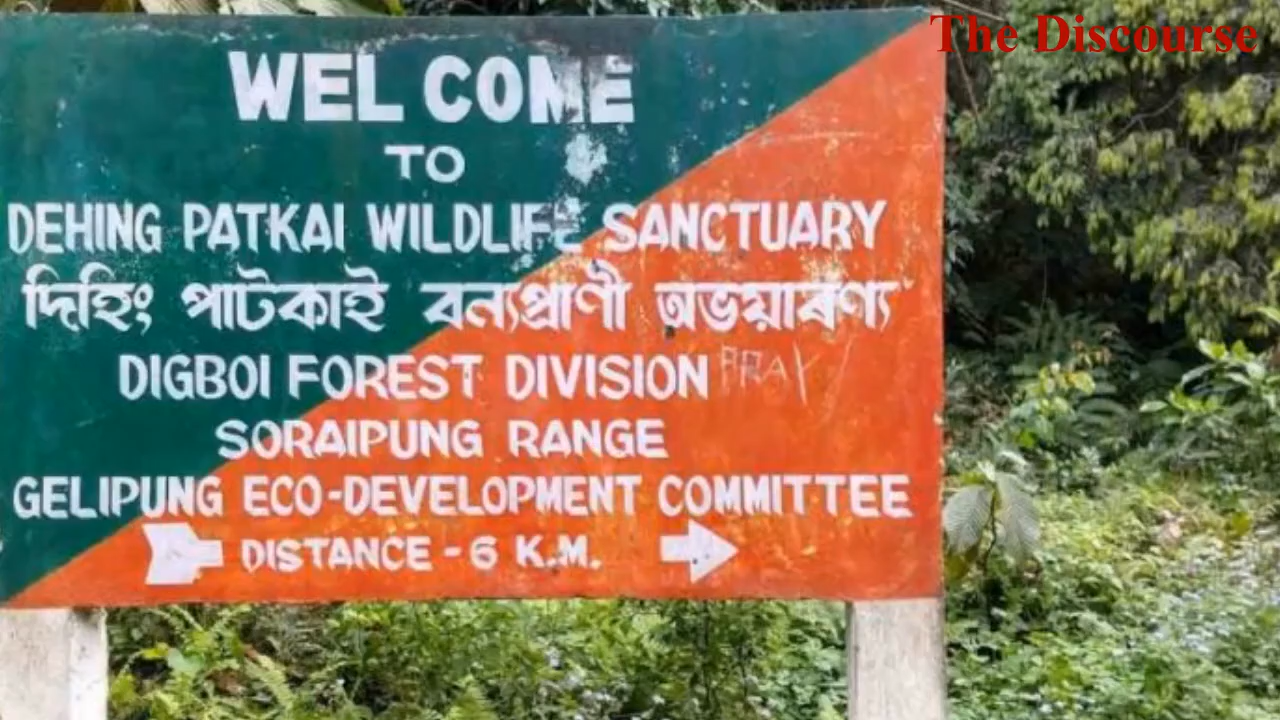 The Discourse
WEL COME
TO
DEHING PATKAI WILDLIFE SANCTUARY
দিহিং পাটকাই বন্যপ্ৰাণী অভয়াৰণ্য
DIGBOI FOREST DIVISION
SORAIPUNG RANGE
GELIPUNG ECO-DEVELOPMENT COMMITTEE
DISTANCE - 6 K.M.